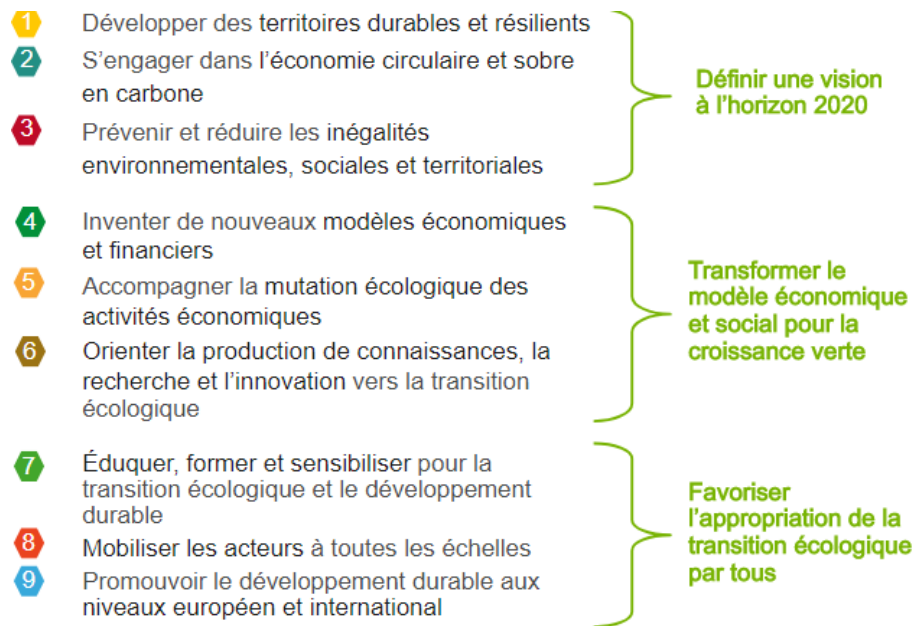 1 Développer des territoires durables et résilients
2 S'engager dans l'économie circulaire et sobre
en carbone
3 Prévenir et réduire les inégalités
environnementales, sociales et territoriales
Définir une vision
à l'horizon 2020
4 Inventer de nouveaux modèles économiques
et financiers
5 Accompagner la mutation écologique des
activités économiques
6 Orienter la production de connaissances, la
recherche et l'innovation vers la transition
écologique
Transformer le
modèle économique
et social pour la
croissance verte
7 Éduquer, former et sensibiliser pour la
transition écologique et le développement
durable
8 Mobiliser les acteurs à toutes les échelles
9 Promouvoir le développement durable aux
niveaux européen et international
Favoriser
l'appropriation de la
transition écologique
par tous